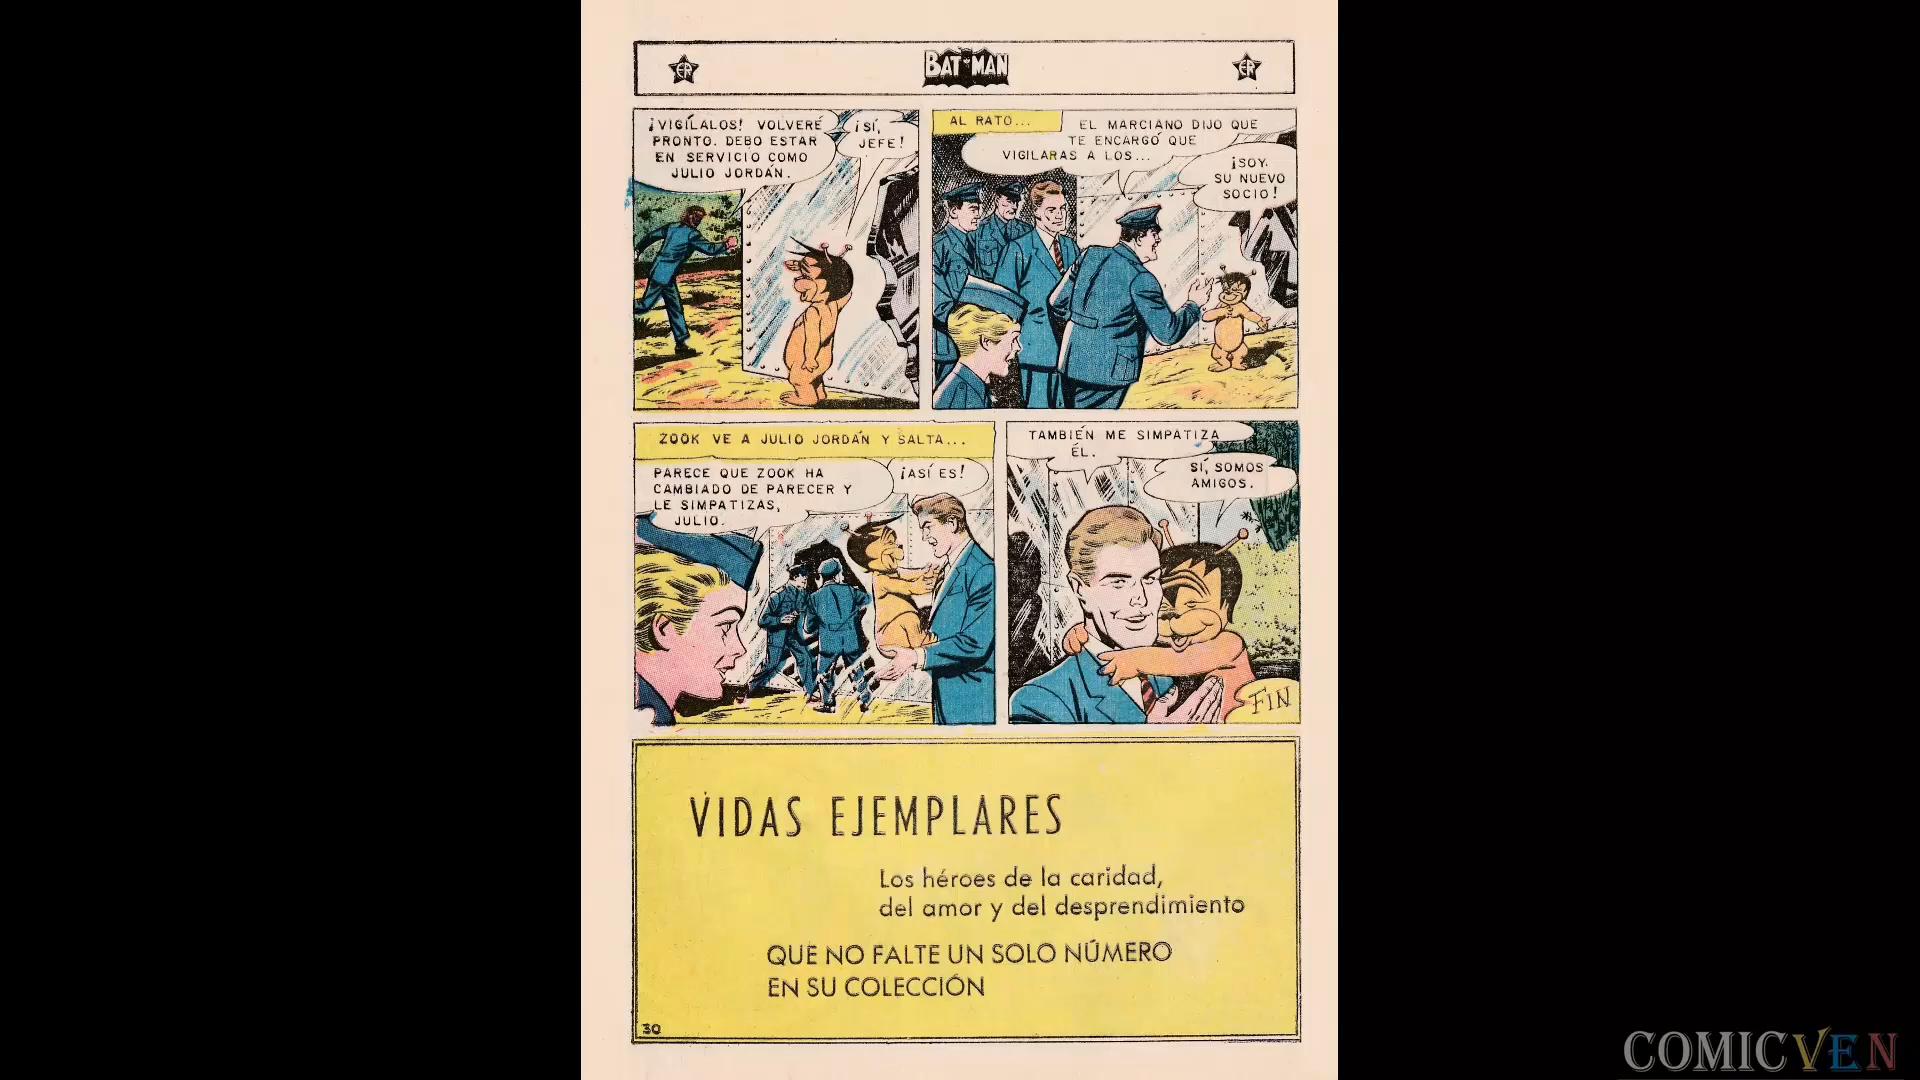 ER
BATMAN
ER
¡VIGÍLALOS! VOLVERÉ
PRONTO. DEBO ESTAR
EN SERVICIO COMO
JULIO JORDÁN.
¡SÍ,
JEFE!
AL RATO...
EL MARCIANO DIJO QUE
TE ENCARGÓ QUE
VIGILARAS A LOS...
¡SOY
SU NUEVO
SOCIO!
ZOOK VE A JULIO JORDÁN Y SALTA...
PARECE QUE ZOOK HA
CAMBIADO DE PARECER Y
LE SIMPATIZAS,
JULIO.
¡ASÍ ES!
TAMBIÉN ME SIMPATIZA
ÉL.
SÍ, SOMOS
AMIGOS.
FIN
VIDAS EJEMPLARES
Los héroes de la caridad,
del amor y del desprendimiento
QUE NO FALTE UN SOLO NÚMERO
EN SU COLECCIÓN
30
COMICVEN